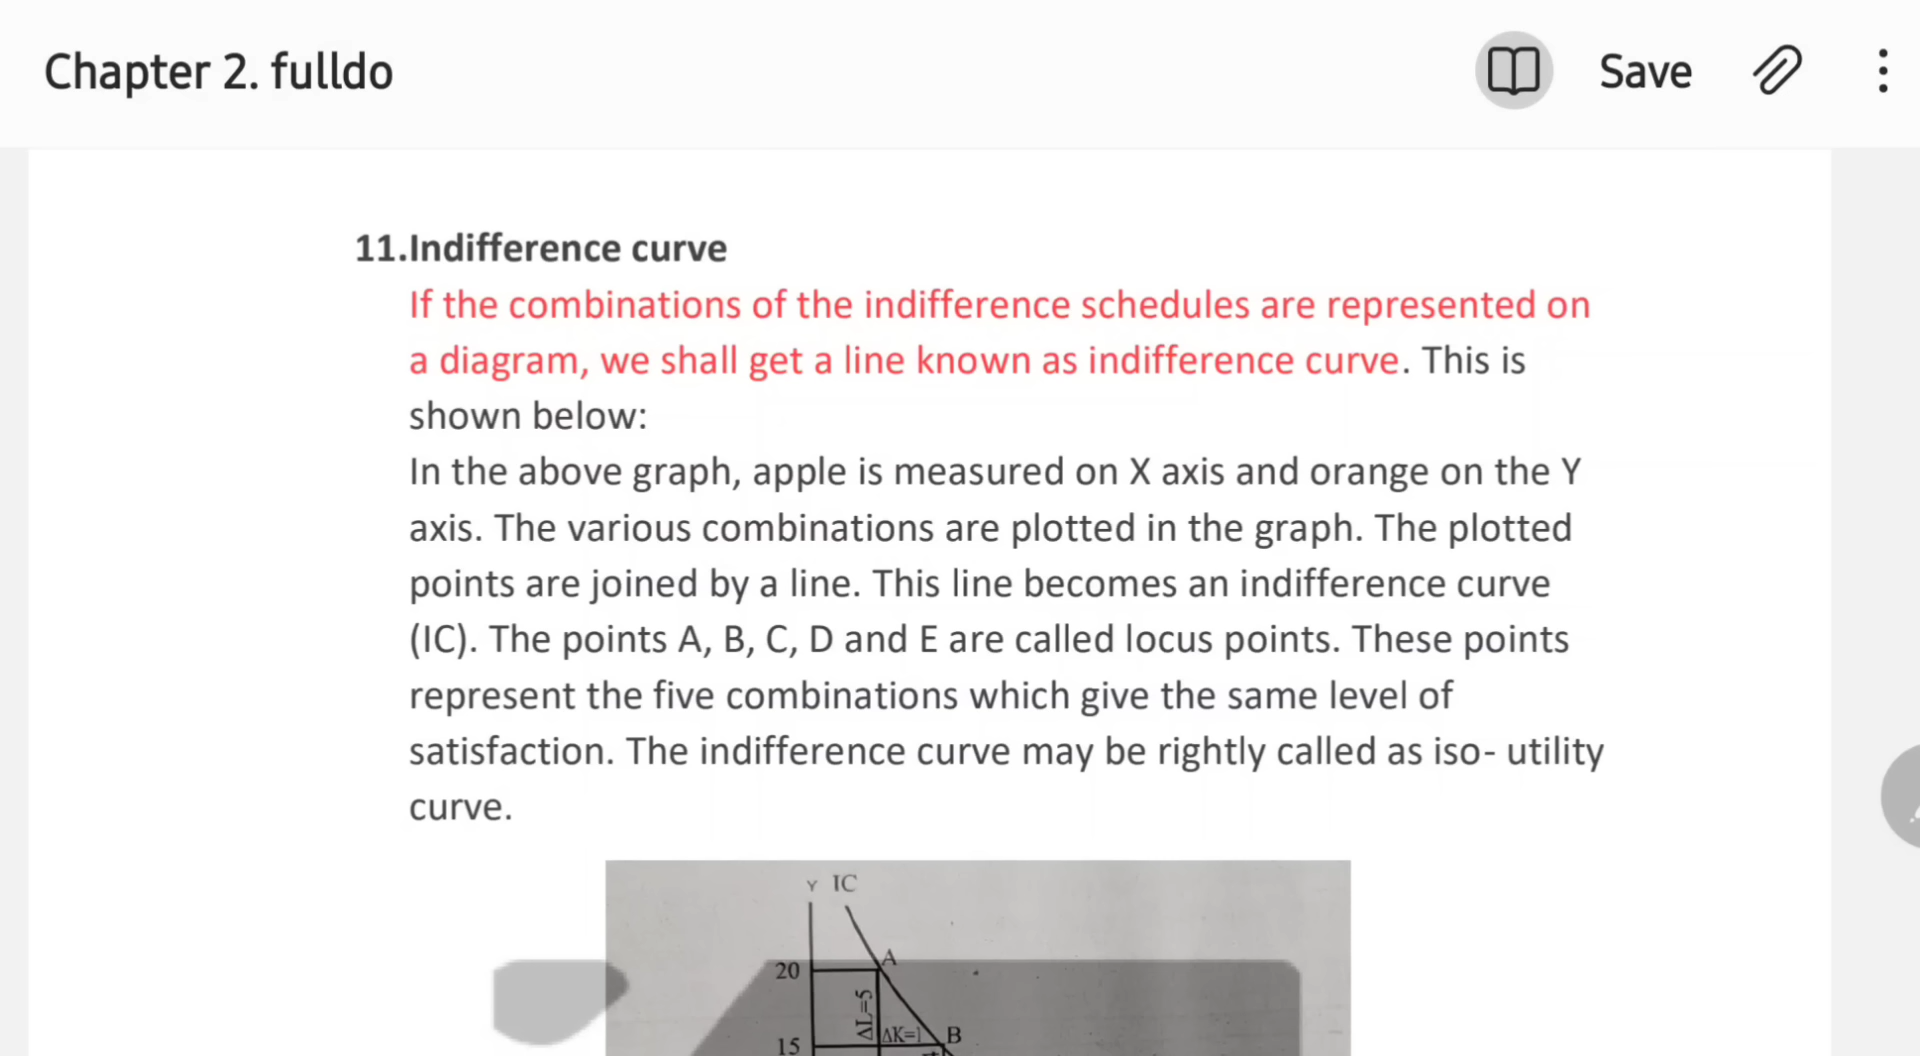 Chapter 2. fulldo
Save
11.Indifference curve
If the combinations of the indifference schedules are represented on
a diagram, we shall get a line known as indifference curve. This is
shown below:
In the above graph, apple is measured on X axis and orange on the Y
axis. The various combinations are plotted in the graph. The plotted
points are joined by a line. This line becomes an indifference curve
(IC). The points A, B, C, D and E are called locus points. These points
represent the five combinations which give the same level of
satisfaction. The indifference curve may be rightly called as iso- utility
curve.
Y IC
A
20
ΔL=5
ΔK=1
B
15